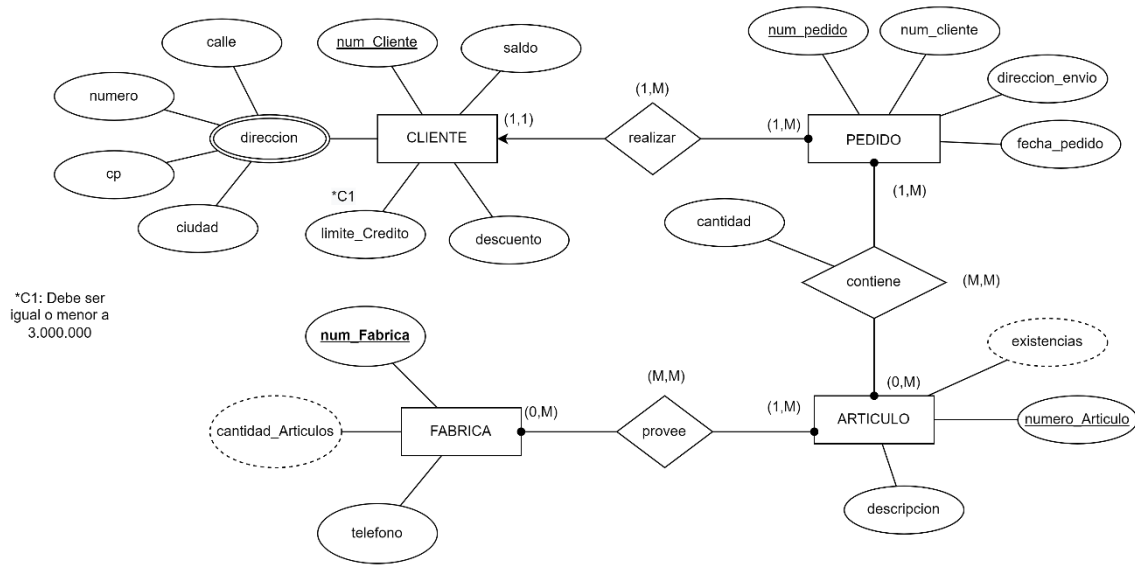 calle
num_Cliente
saldo
numero
direccion
cp
ciudad
CLIENTE
(1,1)
*C1
limite_Credito
descuento
(1,M)
realizar
(1,M)
num_pedido
num_cliente
direccion_envio
PEDIDO
fecha_pedido
(1,M)
cantidad
contiene
(M,M)
*C1: Debe ser
igual o menor a
3.000.000
num_Fabrica
cantidad_Articulos
FABRICA
(0,M)
telefono
(M,M)
provee
(1,M)
(0,M)
existencias
ARTICULO
numero_Articulo
descripcion